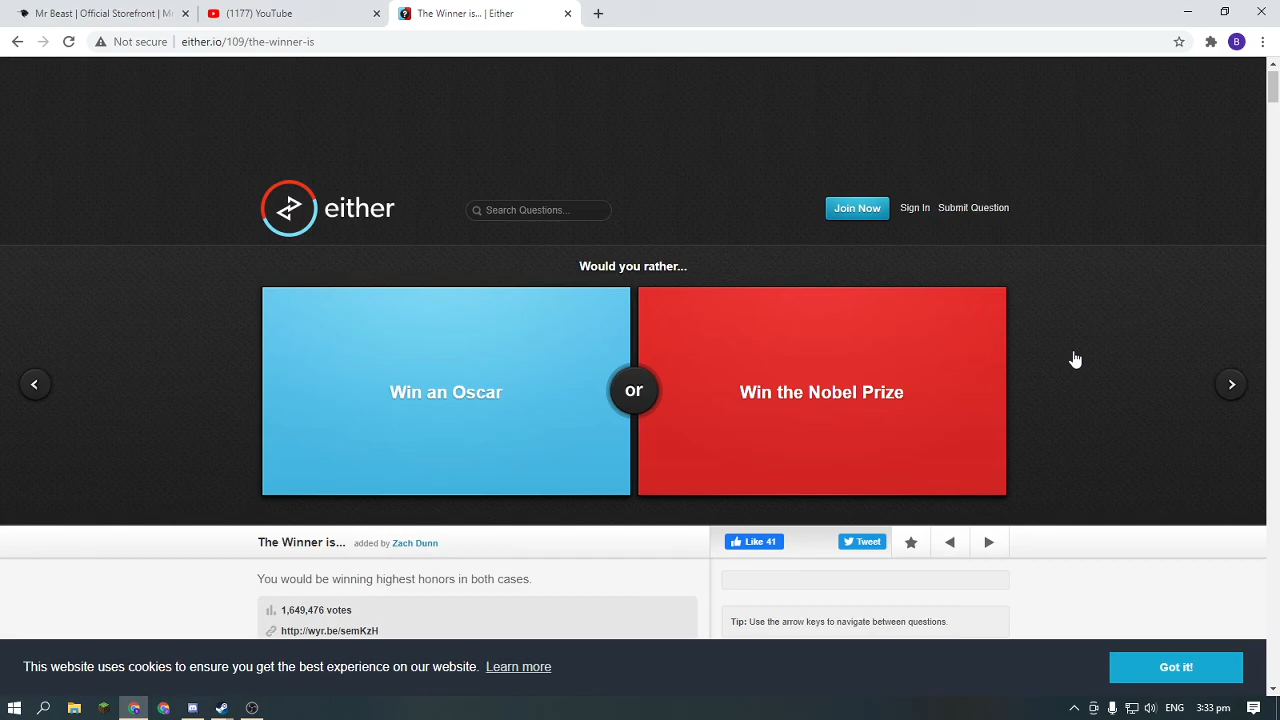 Mr Beast | Official Storefront | M
(1177) YouTube
The Winner is... | Either
Not secure | either.io/109/the-winner-is
B
either
Search Questions...
Join Now Sign In Submit Question
Would you rather...
Win an Oscar
or
Win the Nobel Prize
The Winner is... added by Zach Dunn
Like 41
Tweet
You would be winning highest honors in both cases.
1,649,476 votes
http://wyr.be/semKzH
Tip: Use the arrow keys to navigate between questions.
This website uses cookies to ensure you get the best experience on our website. Learn more
Got it!
ENG 3:33 pm